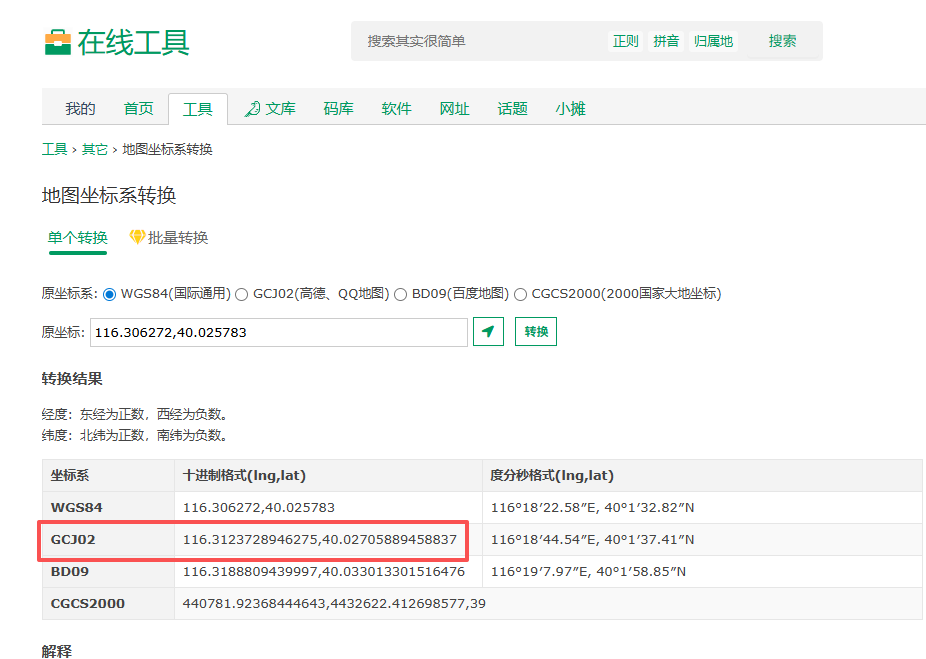 在线工具
搜索其实很简单 正则 拼音 归属地 搜索
我的 首页 工具 文库 码库 软件 网址 话题 小摊
工具 › 其它 › 地图坐标系转换
地图坐标系转换
单个转换 批量转换
原坐标系: WGS84(国际通用) GCJ02(高德、QQ地图) BD09(百度地图) CGCS2000(2000国家大地坐标)
原坐标: 116.306272,40.025783 转换
转换结果
经度：东经为正数，西经为负数。
纬度：北纬为正数，南纬为负数。
坐标系 十进制格式(lng,lat) 度分秒格式(lng,lat)
WGS84 116.306272,40.025783 116°18′22.58″E, 40°1′32.82″N
GCJ02 116.3123728946275,40.02705889458837 116°18′44.54″E, 40°1′37.41″N
BD09 116.3188809439997,40.033013301516476 116°19′7.97″E, 40°1′58.85″N
CGCS2000 440781.92368444643,4432622.412698577,39
解释